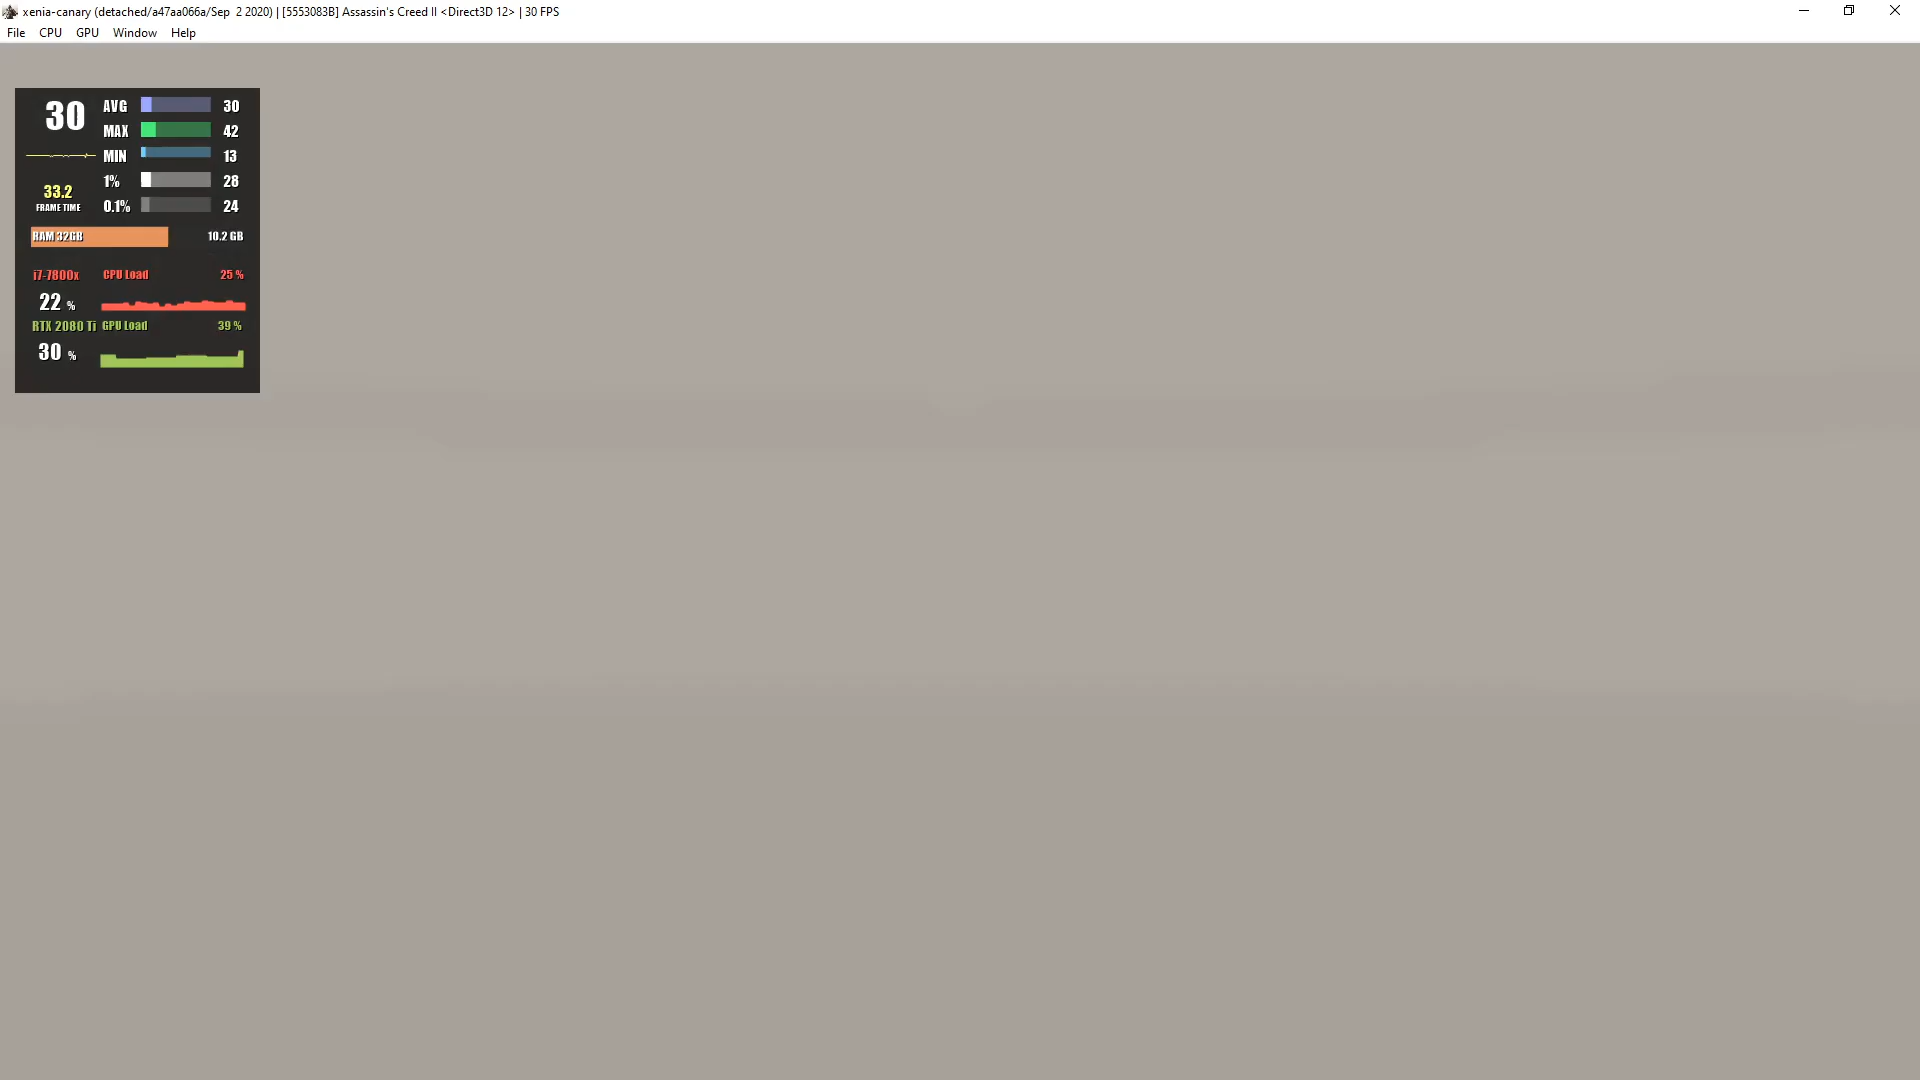 xenia-canary (detached/a47aa066a/Sep  2 2020) | [5553083B] Assassin's Creed II <Direct3D 12> | 30 FPS
File CPU GPU Window Help
30 AVG 30
MAX 42
MIN 13
33.2 1% 28
FRAME TIME 0.1% 24
RAM 32GB 10.2 GB
i7-7800x CPU Load 25 %
22 %
RTX 2080 Ti GPU Load 39 %
30 %